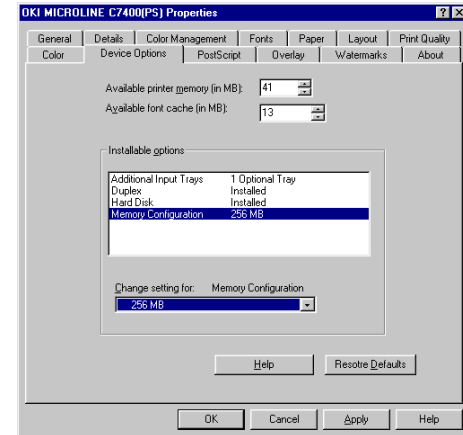 OKI MICROLINE C7400(PS) Properties
General Details Color Management Fonts Paper Layout Print Quality
Color Device Options PostScript Overlay Watermarks About
Available printer memory (in MB): 41
Available font cache (in MB): 13
Installable options
Additional Input Trays 1 Optional Tray
Duplex Installed
Hard Disk Installed
Memory Configuration 256 MB
Change setting for: Memory Configuration
256 MB
Help Resotre Defaults
OK Cancel Apply Help